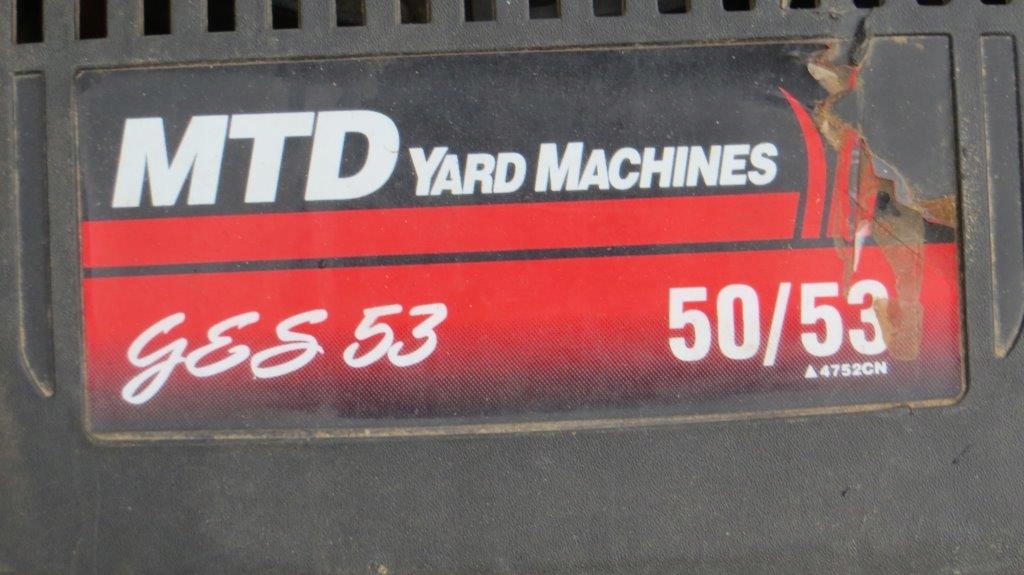 MTD YARD MACHINES
GES 53 50/53
▲4752CN